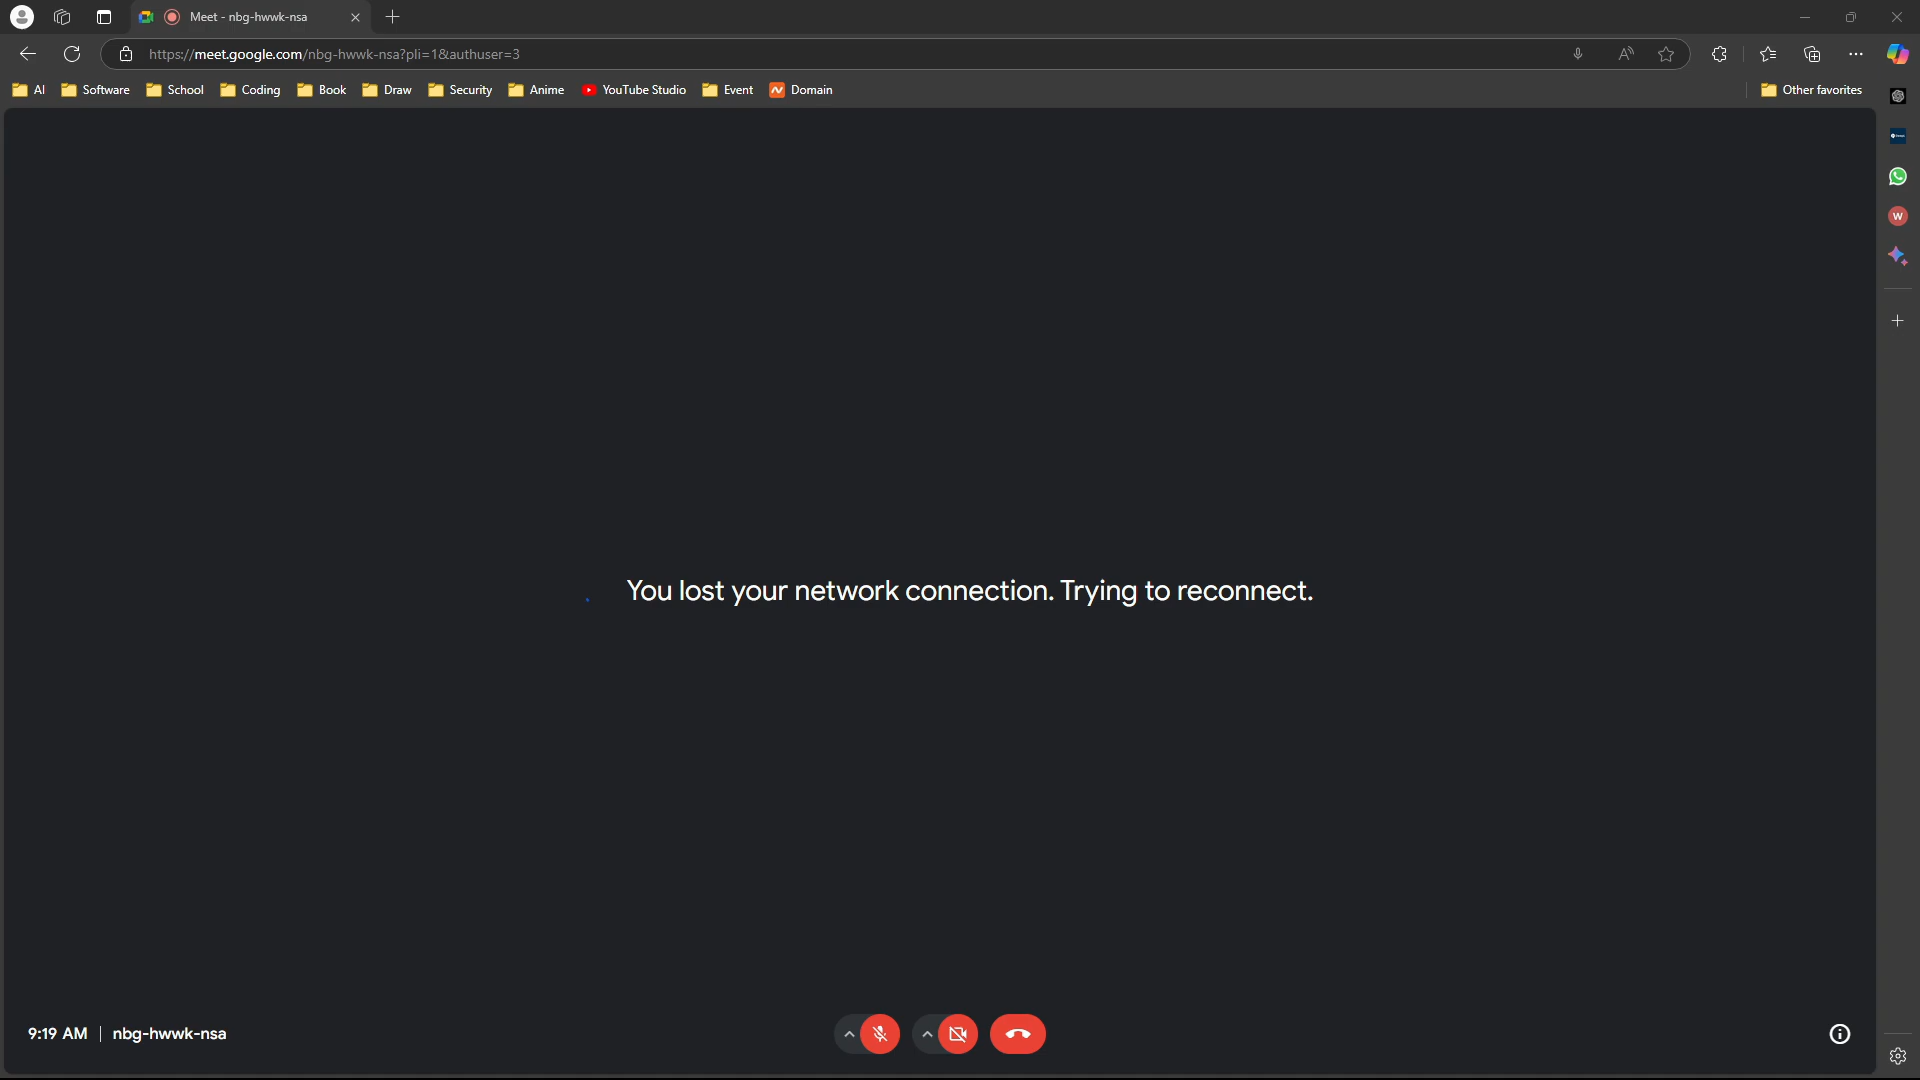 Meet - nbg-hwwk-nsa
https://meet.google.com/nbg-hwwk-nsa?pli=1&authuser=3
AI Software School Coding Book Draw Security Anime YouTube Studio Event Domain Other favorites
W
You lost your network connection. Trying to reconnect.
9:19 AM | nbg-hwwk-nsa